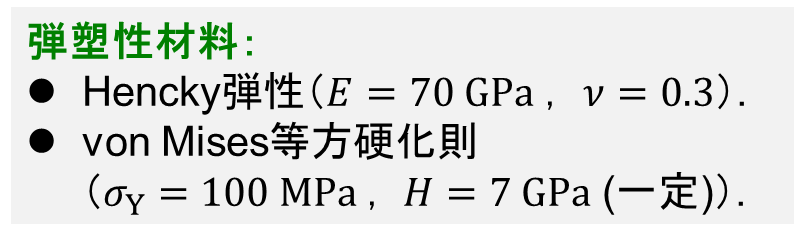 弾塑性材料:
● Hencky弾性(E = 70 GPa , ν = 0.3).
● von Mises等方硬化則
(σ_Y = 100 MPa , H = 7 GPa (一定)).